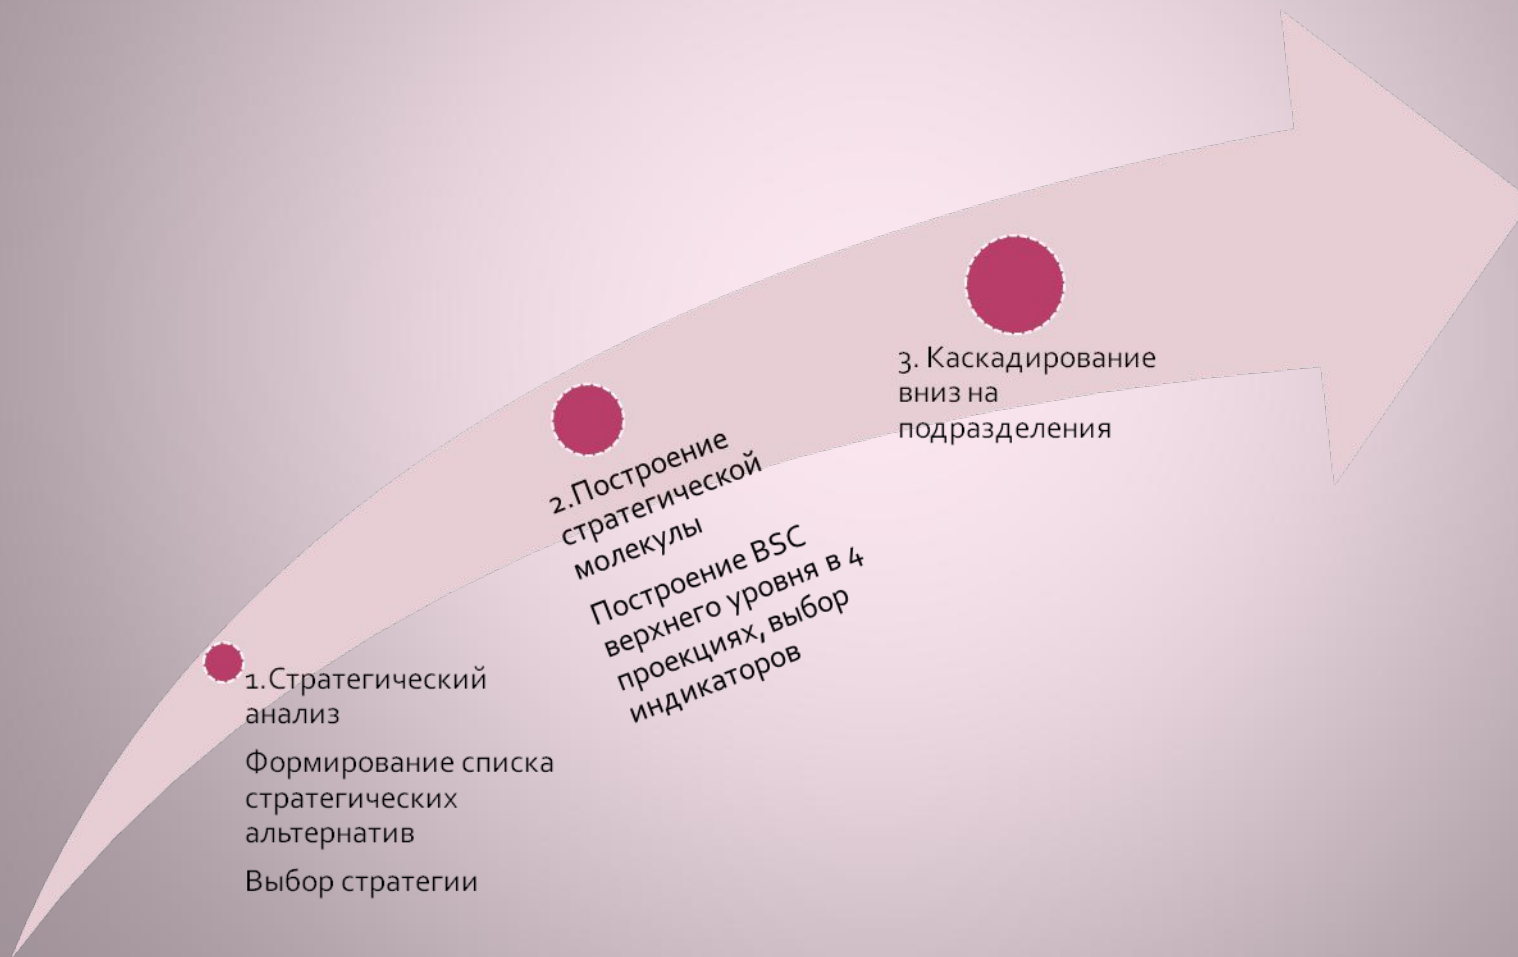 1.Стратегический
анализ
Формирование списка
стратегических
альтернатив
Выбор стратегии
2.Построение
стратегической
молекулы
Построение BSC
верхнего уровня в 4
проекциях, выбор
индикаторов
3. Каскадирование
вниз на
подразделения